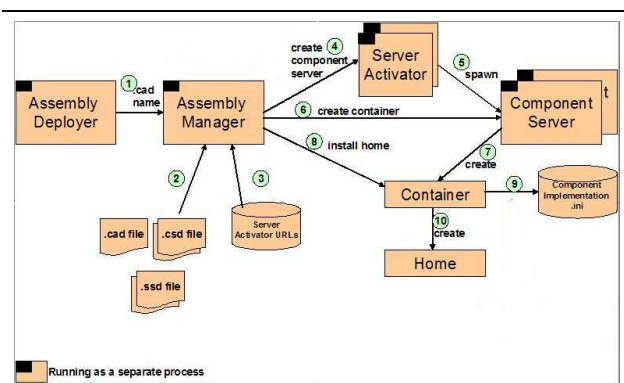 1
.cad
name
Assembly
Deployer
Assembly
Manager
create
component
server
4
Server
Activator
5
spawn
6
create container
Component
Server
t
8
install home
7
create
2
3
Container
9
Component
Implementation
.ini
.cad file
.csd file
Server
Activator URLs
10
create
Home
.ssd file
Running as a separate process